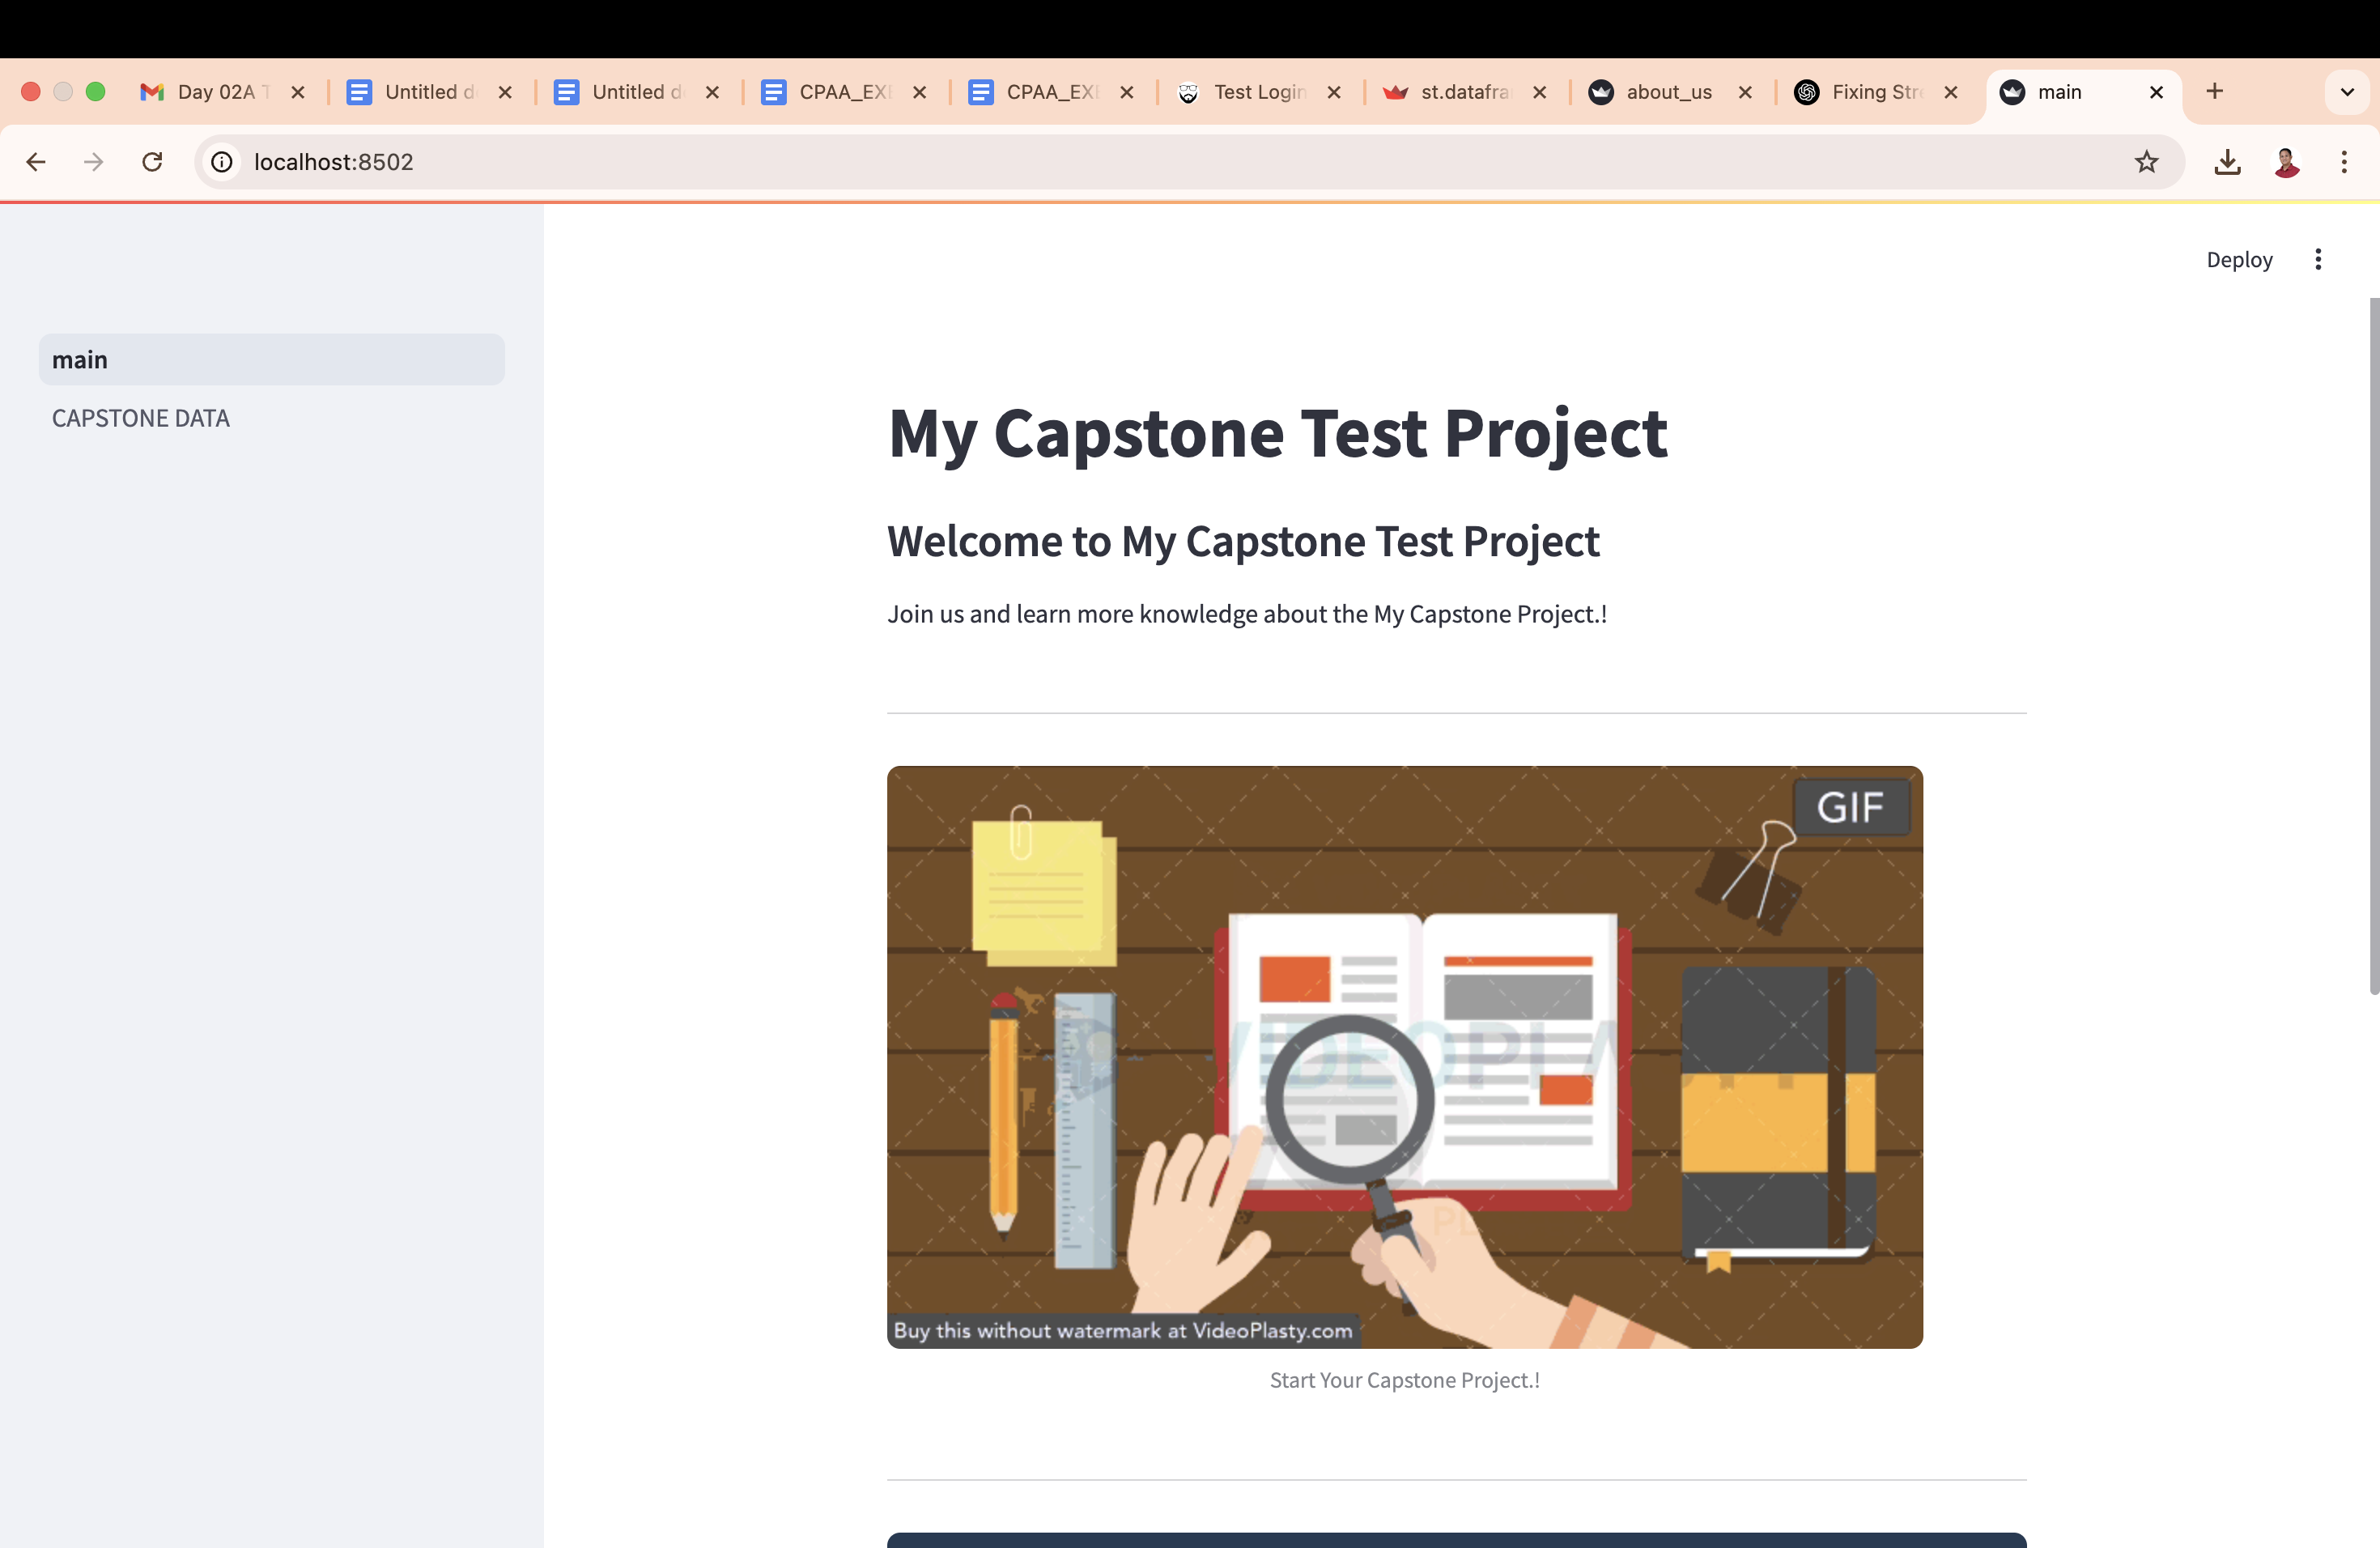 Day 02A T
Untitled d
Untitled d
CPAA_EX
CPAA_EX
Test Login
st.datafra
about_us
Fixing Stre
main
localhost:8502
Deploy
main
CAPSTONE DATA
My Capstone Test Project
Welcome to My Capstone Test Project
Join us and learn more knowledge about the My Capstone Project.!
GIF
VIDEOPLA
PL
Buy this without watermark at VideoPlasty.com
Start Your Capstone Project.!